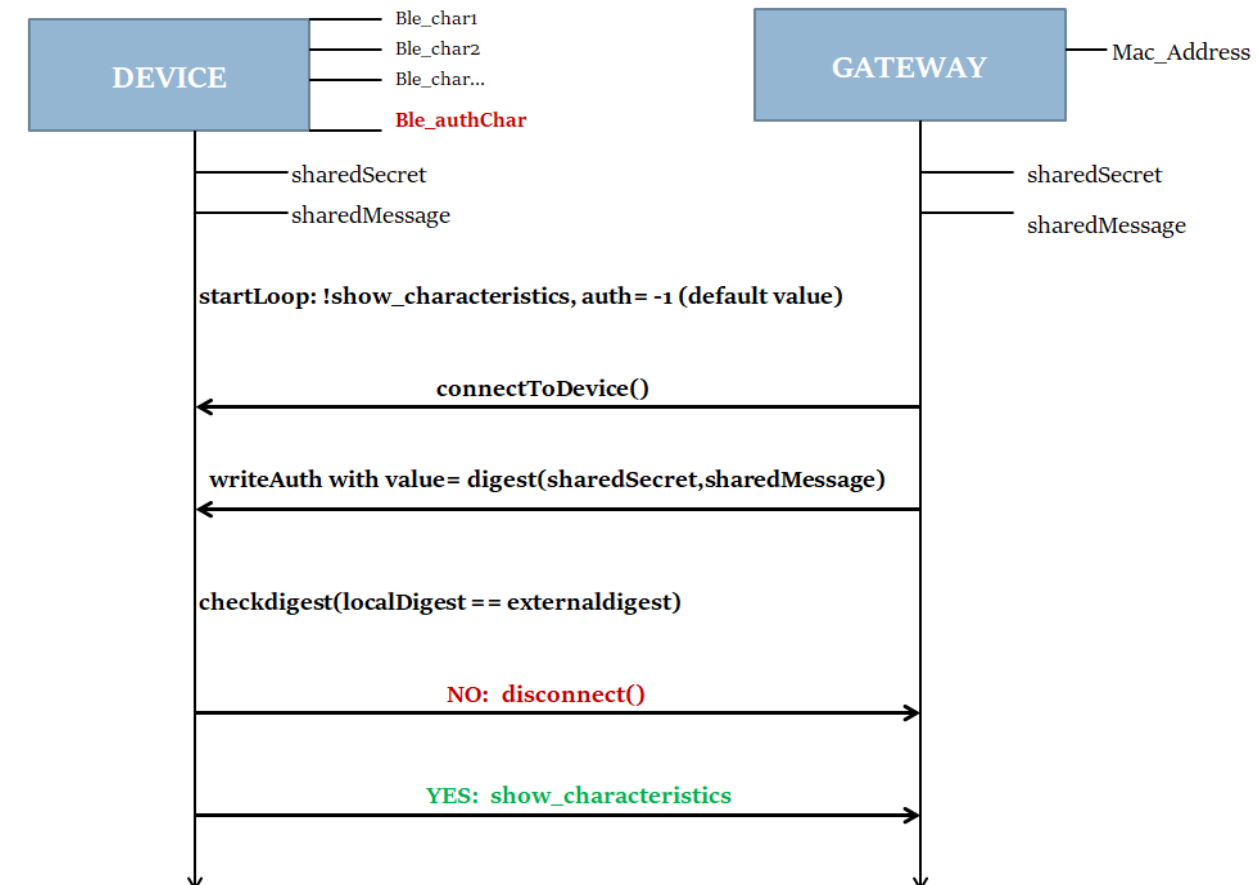 Ble_char1
Ble_char2
DEVICE
GATEWAY
Mac_Address
Ble_char...
Ble_authChar
sharedSecret
sharedSecret
sharedMessage
sharedMessage
startLoop: !show_characteristics, auth= -1 (default value)
connectToDevice()
writeAuth with value= digest(sharedSecret,sharedMessage)
checkdigest(localDigest == externaldigest)
NO: disconnect()
YES: show_characteristics